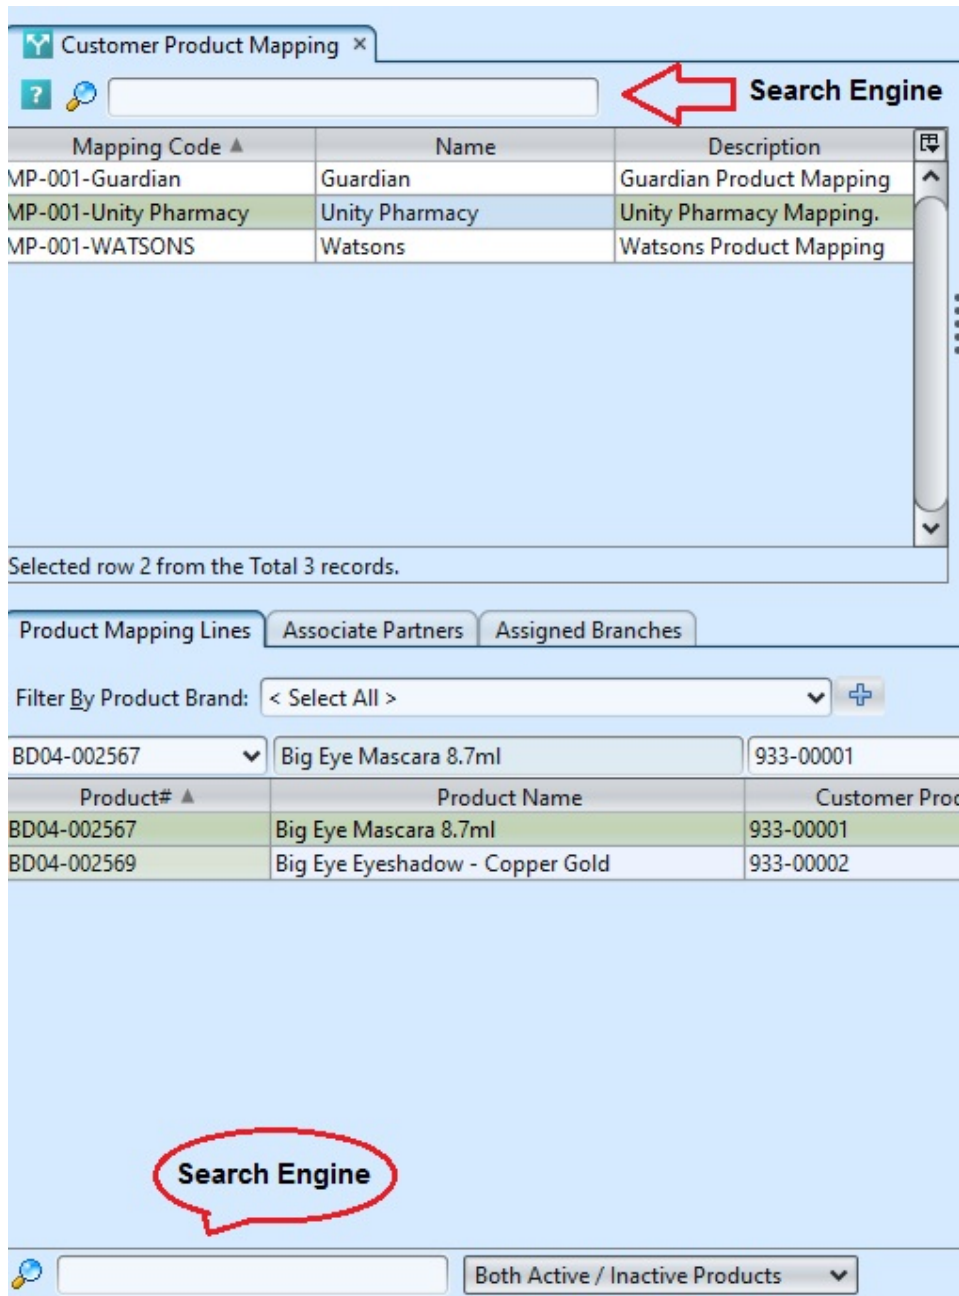 Customer Product Mapping ×
? Search Engine
Mapping Code Name Description
MP-001-Guardian Guardian Guardian Product Mapping
MP-001-Unity Pharmacy Unity Pharmacy Unity Pharmacy Mapping.
MP-001-WATSONS Watsons Watsons Product Mapping
Selected row 2 from the Total 3 records.
Product Mapping Lines Associate Partners Assigned Branches
Filter By Product Brand: < Select All >
BD04-002567 Big Eye Mascara 8.7ml 933-00001
Product# Product Name Customer Prod
BD04-002567 Big Eye Mascara 8.7ml 933-00001
BD04-002569 Big Eye Eyeshadow - Copper Gold 933-00002
Search Engine
Both Active / Inactive Products